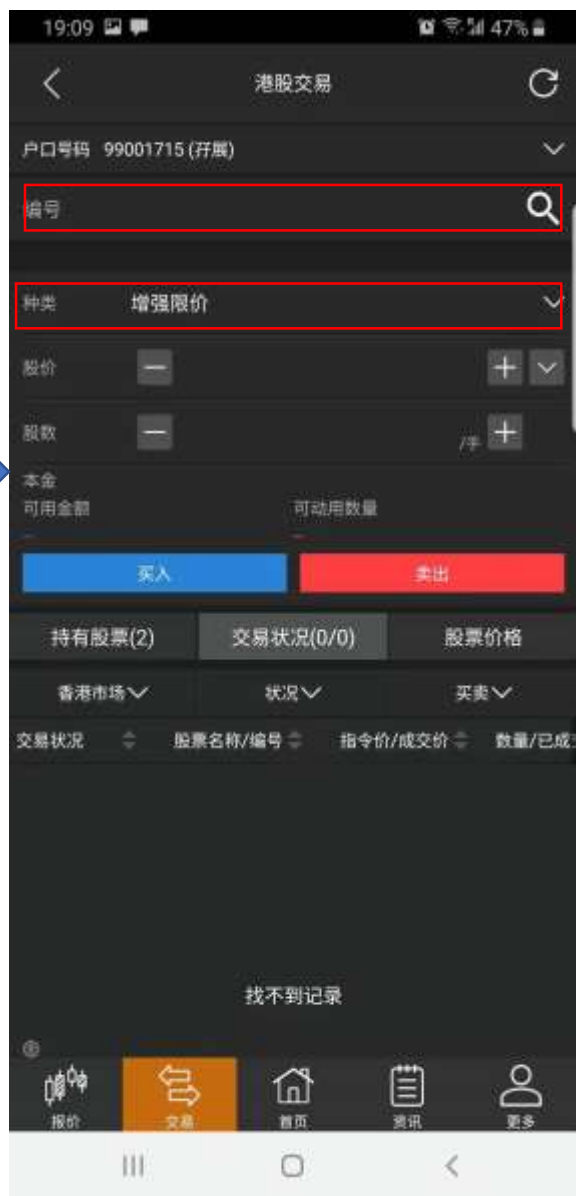 19:09 47%
港股交易
户口号码 99001715 (孖展)
编号
种类 增强限价
股价
股数 /手
本金
可用金额 可动用数量
买入 卖出
持有股票(2) 交易状况(0/0) 股票价格
香港市场 状况 买卖
交易状况 股票名称/编号 指令价/成交价 数量/已成
找不到记录
报价 交易 首页 资讯 更多